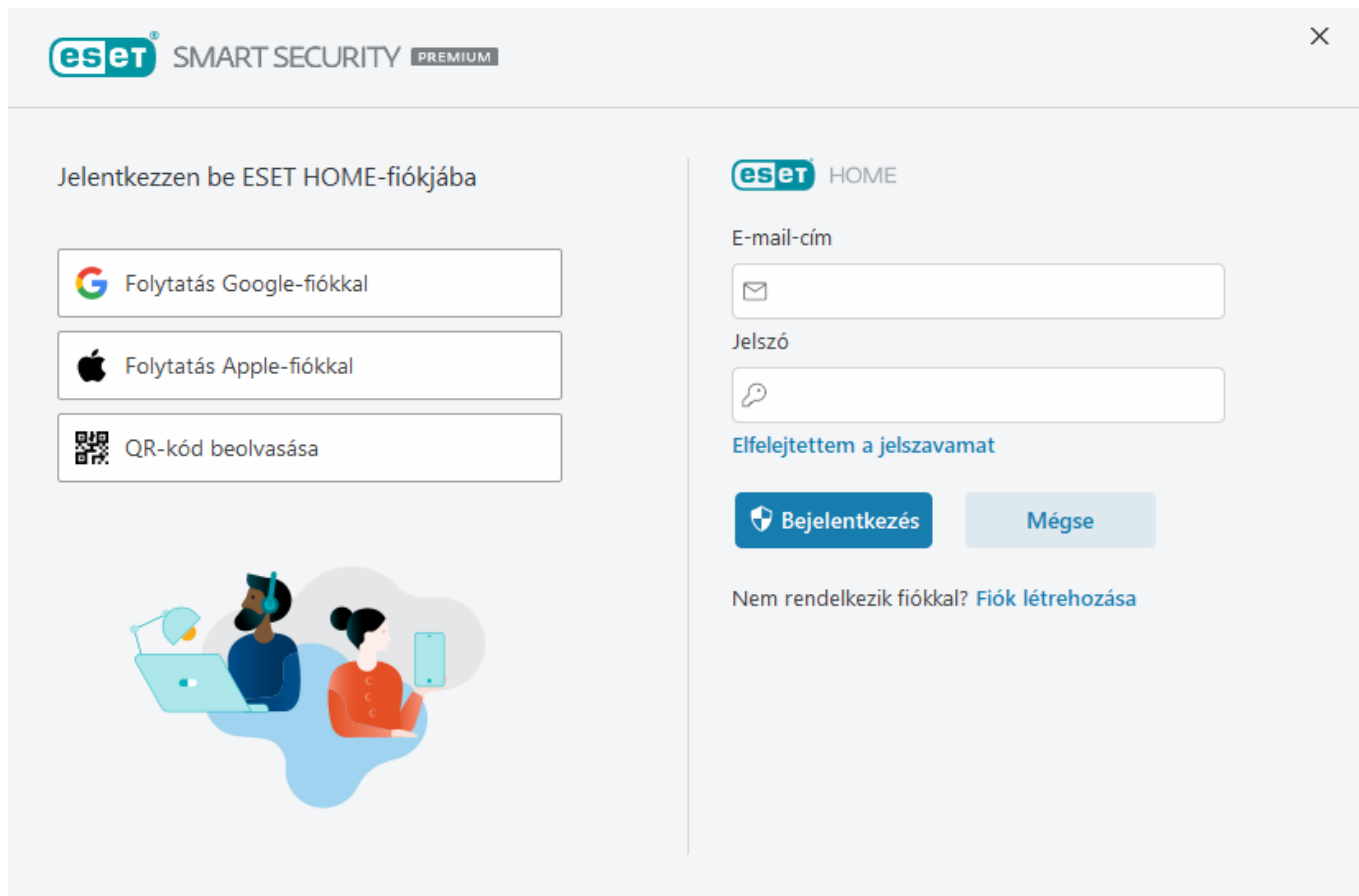 eset® SMART SECURITY PREMIUM
Jelentkezzen be ESET HOME-fiókjába
Folytatás Google-fiókkal
Folytatás Apple-fiókkal
QR-kód beolvasása
eset HOME
E-mail-cím
Jelszó
Elfelejtettem a jelszavamat
Bejelentkezés
Mégse
Nem rendelkezik fiókkal? Fiók létrehozása